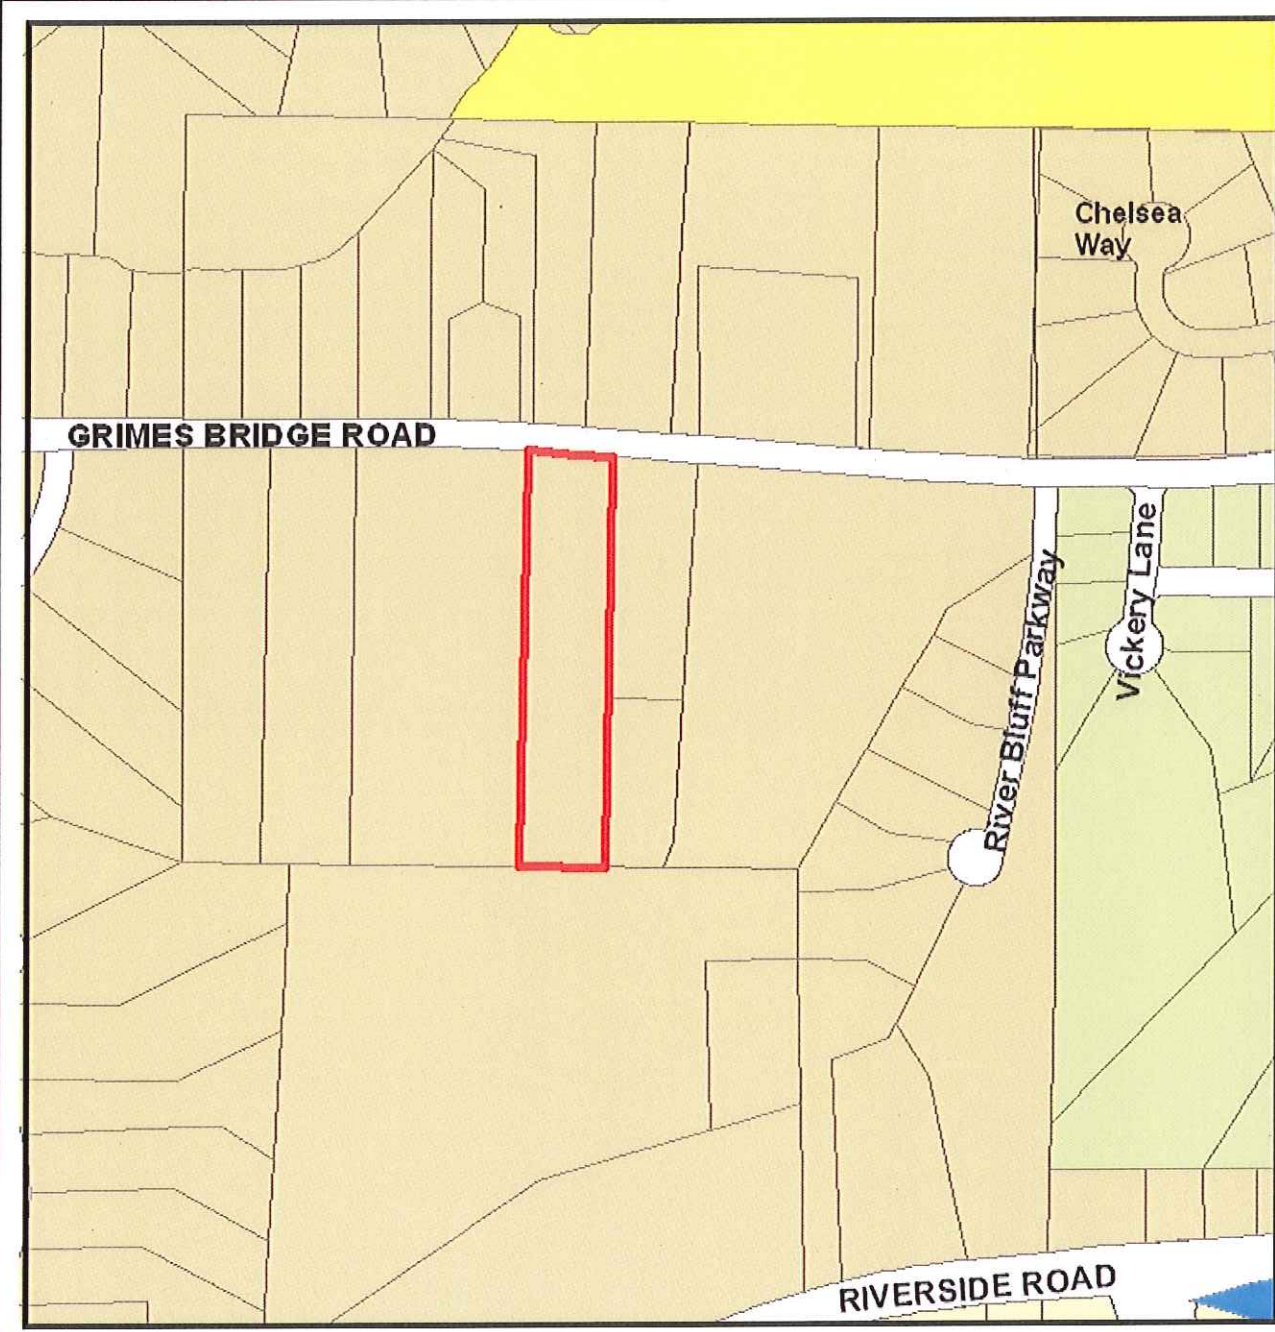 Chelsea
Way
GRIMES BRIDGE ROAD
Vickery Lane
River Bluff Parkway
RIVERSIDE ROAD